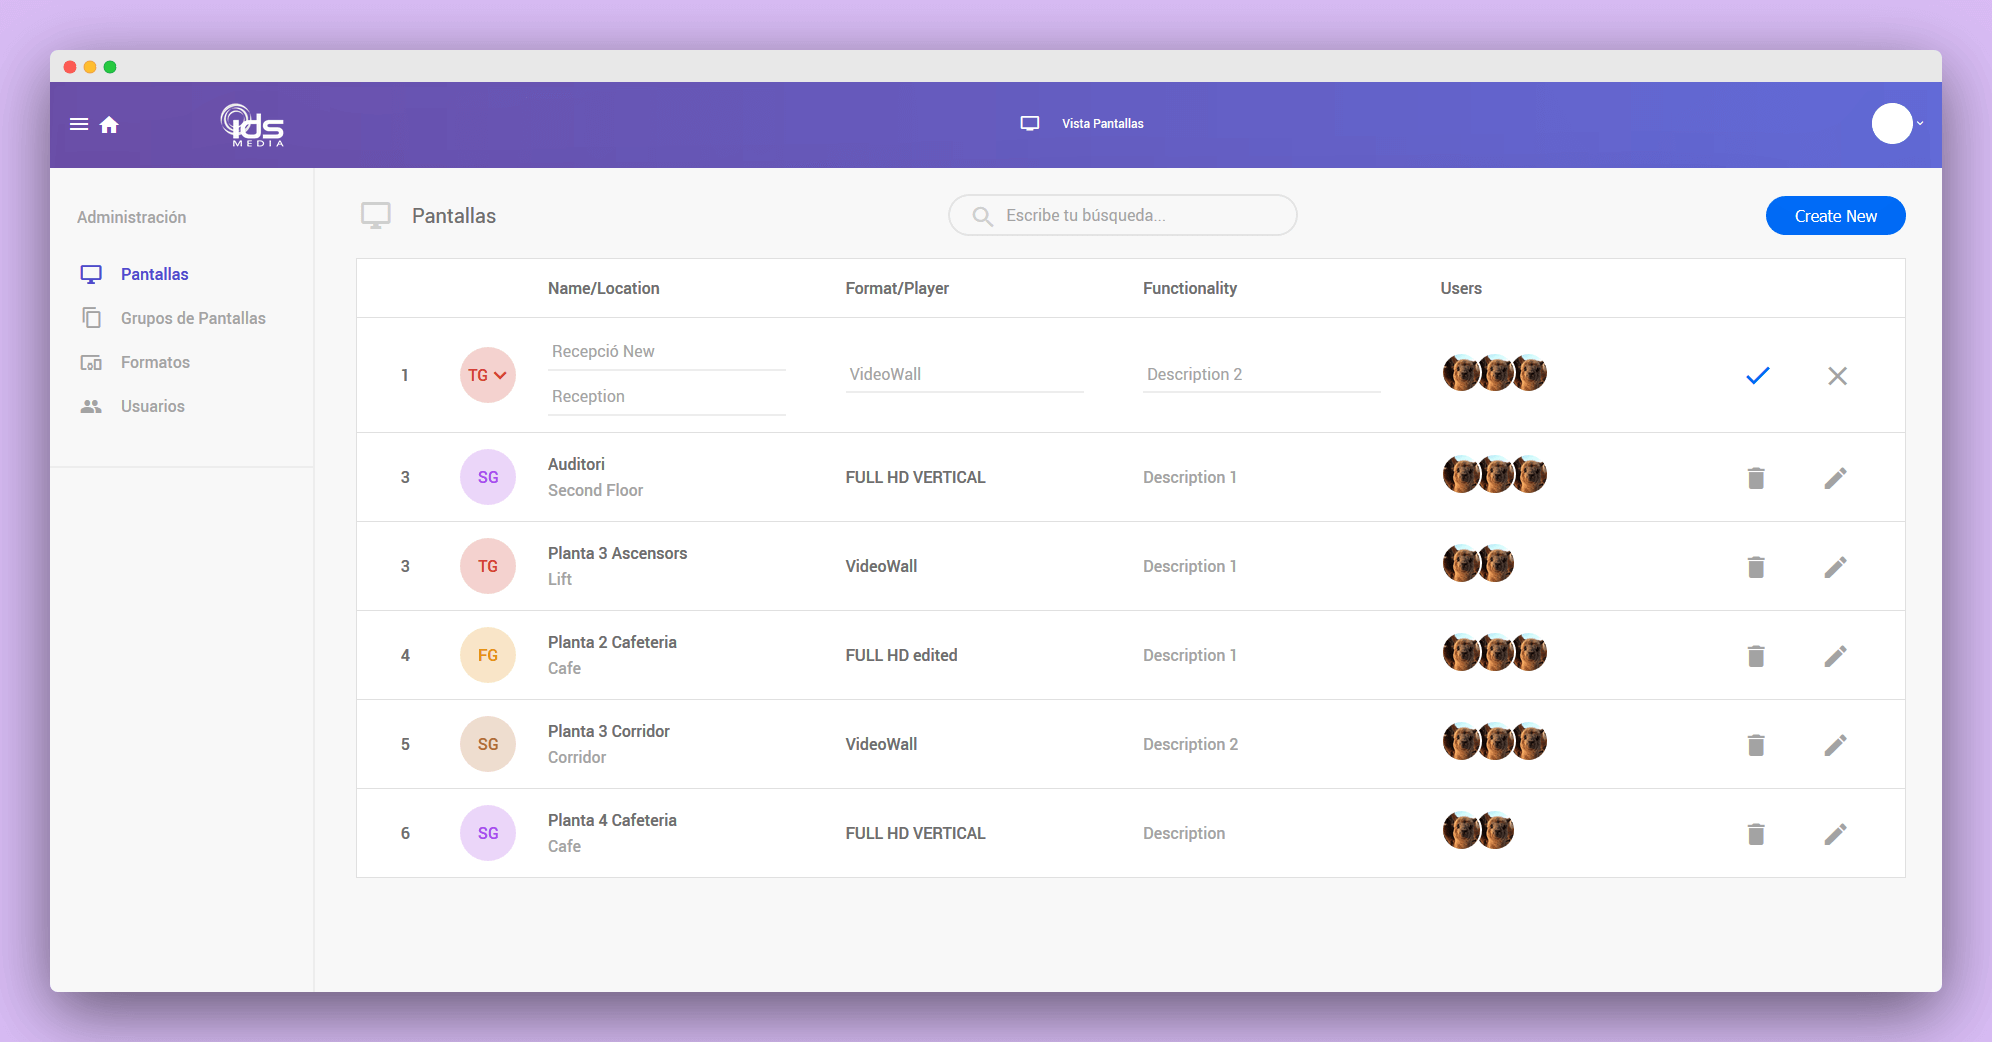 ids
MEDIA
Vista Pantallas
Administración
Pantallas
Grupos de Pantallas
Formatos
Usuarios
Pantallas
Escribe tu búsqueda...
Create New
Name/Location Format/Player Functionality Users
1 TG Recepció New VideoWall Description 2
Reception
3 SG Auditori FULL HD VERTICAL Description 1
Second Floor
3 TG Planta 3 Ascensors VideoWall Description 1
Lift
4 FG Planta 2 Cafeteria FULL HD edited Description 1
Cafe
5 SG Planta 3 Corridor VideoWall Description 2
Corridor
6 SG Planta 4 Cafeteria FULL HD VERTICAL Description
Cafe